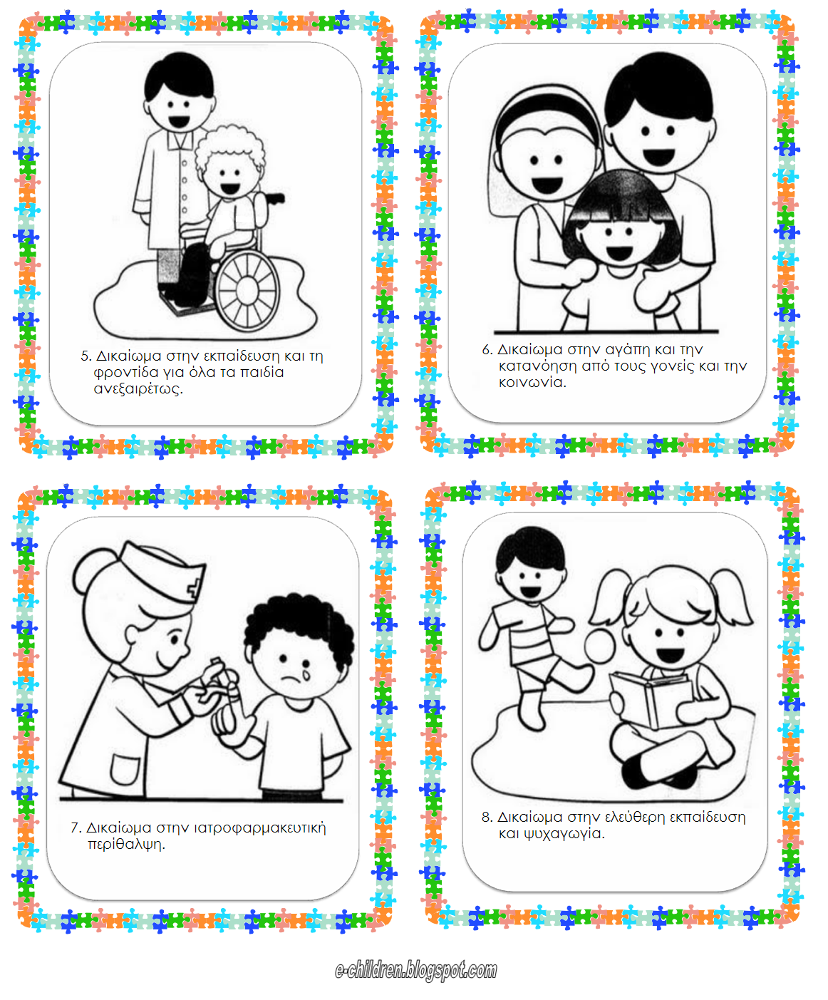 5. Δικαίωμα στην εκπαίδευση και τη
φροντίδα για όλα τα παιδία
ανεξαιρέτως.
6. Δικαίωμα στην αγάπη και την
κατανόηση από τους γονείς και την
κοινωνία.
7. Δικαίωμα στην ιατροφαρμακευτική
περίθαλψη.
8. Δικαίωμα στην ελεύθερη εκπαίδευση
και ψυχαγωγία.
e-children.blogspot.com